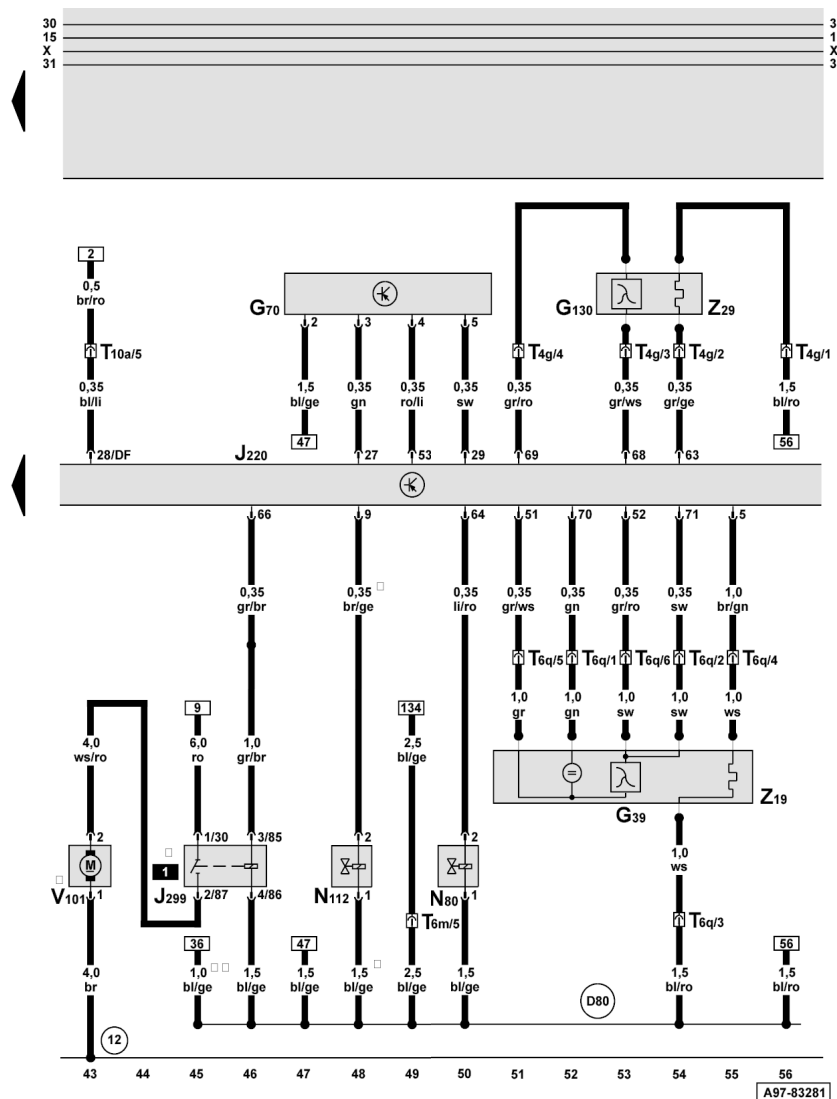 30 3
15 1
X X
31 3
2
0,5
br/ro
G70
G130
Z29
2 3 4 5
T10a/5
T4g/4
T4g/3
T4g/2
T4g/1
0,35 1,5 0,35 0,35 0,35 0,35 0,35 0,35 1,5
bl/li bl/ge gn ro/li sw gr/ro gr/ws gr/ge bl/ro
47 56
28/DF J220 27 53 29 69 68 63
66 9 64 51 70 52 71 5
0,35 0,35 0,35 0,35 0,35 0,35 0,35 1,0
gr/br br/ge li/ro gr/ws gn gr/ro sw br/gn
T6q/5 T6q/1 T6q/6 T6q/2 T6q/4
9 134
1,0 1,0 1,0 1,0 1,0
gr gn sw sw ws
4,0 6,0 1,0 2,5
ws/ro ro gr/br bl/ge
Z19
G39
2 1/30 3/85 2 2
M
1
1,0
ws
V101 1 J299 2/87 4/86 N112 1 N80 1
T6m/5 T6q/3
36 47 56
4,0 1,0 1,5 1,5 1,5 2,5 1,5 1,5 1,5
br bl/ge bl/ge bl/ge bl/ge bl/ge bl/ge bl/ro bl/ro
D80
12
43 44 45 46 47 48 49 50 51 52 53 54 55 56
A97-83281